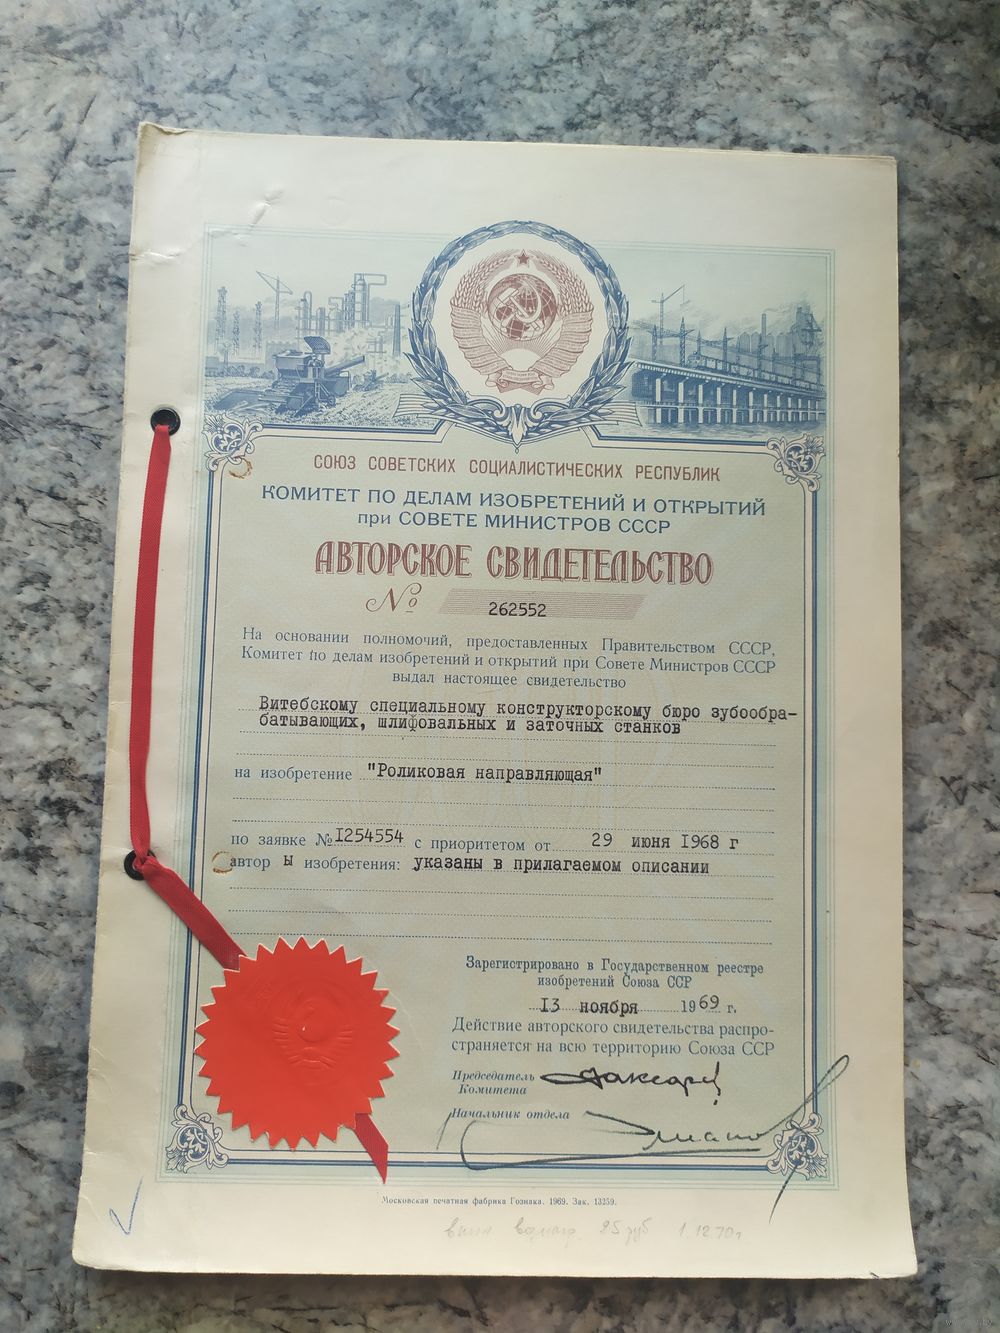 СОЮЗ СОВЕТСКИХ СОЦИАЛИСТИЧЕСКИХ РЕСПУБЛИК
КОМИТЕТ ПО ДЕЛАМ ИЗОБРЕТЕНИЙ И ОТКРЫТИЙ
при СОВЕТЕ МИНИСТРОВ СССР
АВТОРСКОЕ СВИДЕТЕЛЬСТВО
№ 262552
На основании полномочий, предоставленных Правительством СССР,
Комитет по делам изобретений и открытий при Совете Министров СССР
выдал настоящее свидетельство
Витебскому специальному конструкторскому бюро зубообра-
батывающих, шлифовальных и заточных станков
на изобретение "Роликовая направляющая"
по заявке № I254554 с приоритетом от 29 июня I968 г
автор ы изобретения: указаны в прилагаемом описании
Зарегистрировано в Государственном реестре
изобретений Союза ССР
I3 ноября 1969 г.
Действие авторского свидетельства распро-
страняется на всю территорию Союза ССР
Председатель
Комитета
Начальник отдела
Московская печатная фабрика Гознака. 1969. Зак. 13259.
25 руб 1.12.70г